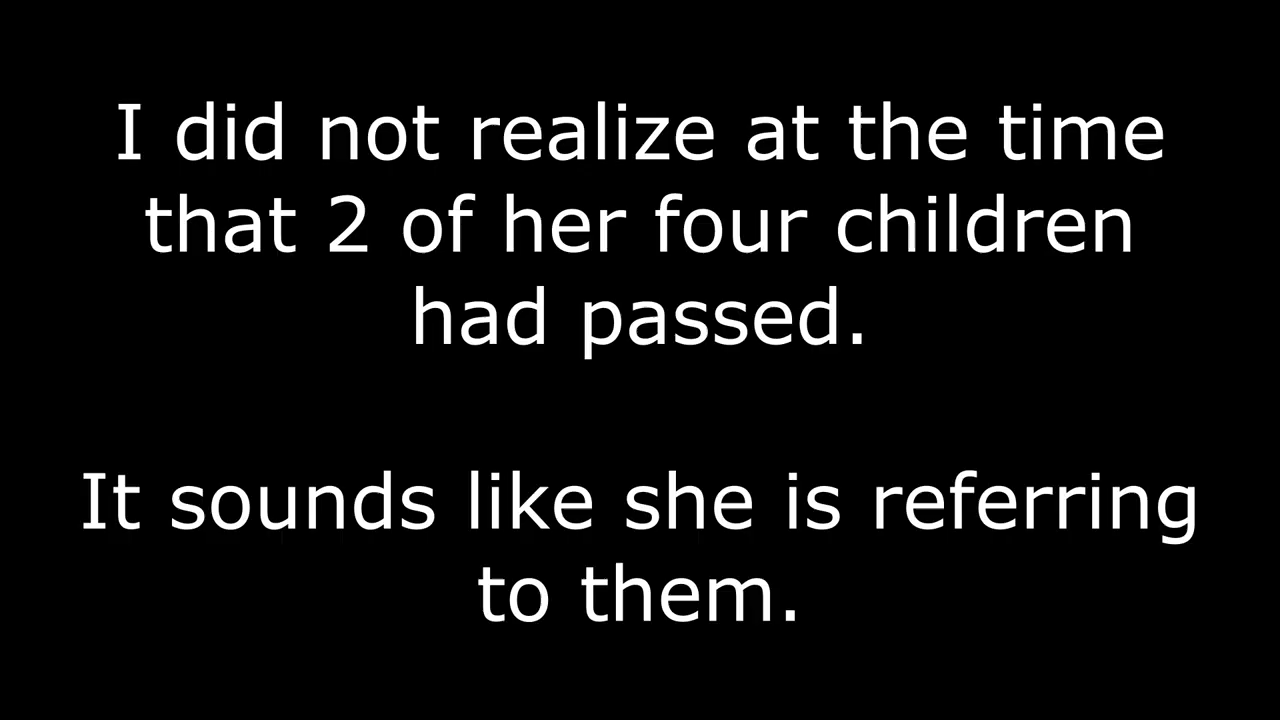 I did not realize at the time
that 2 of her four children
had passed.
It sounds like she is referring
to them.